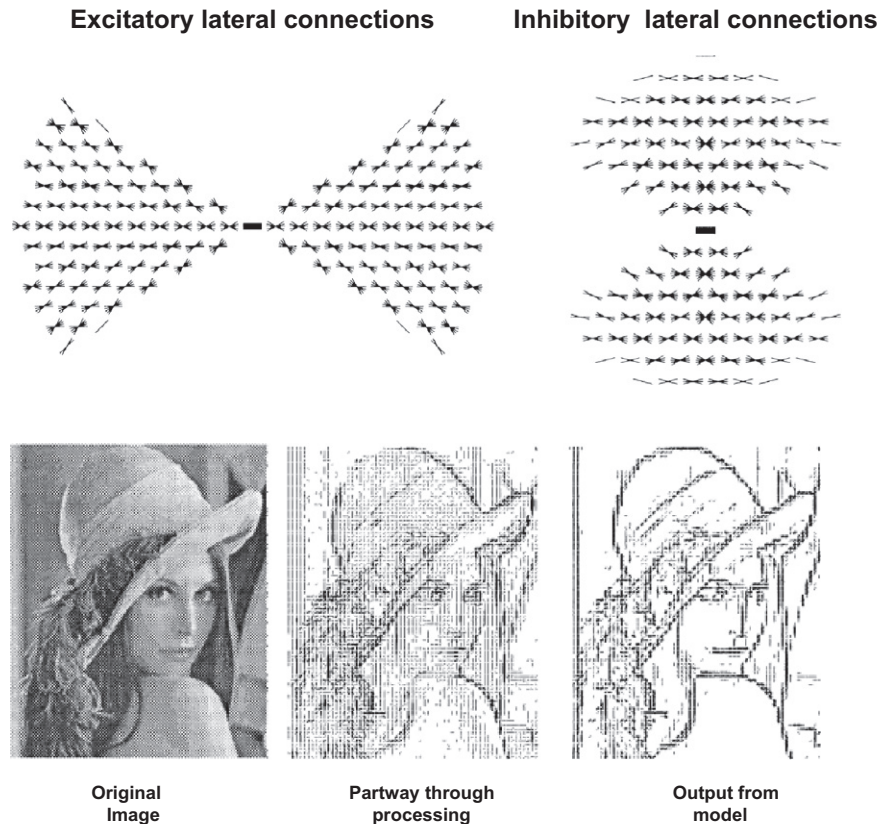 Excitatory lateral connections
Inhibitory lateral connections
Original
Image
Partway through
processing
Output from
model